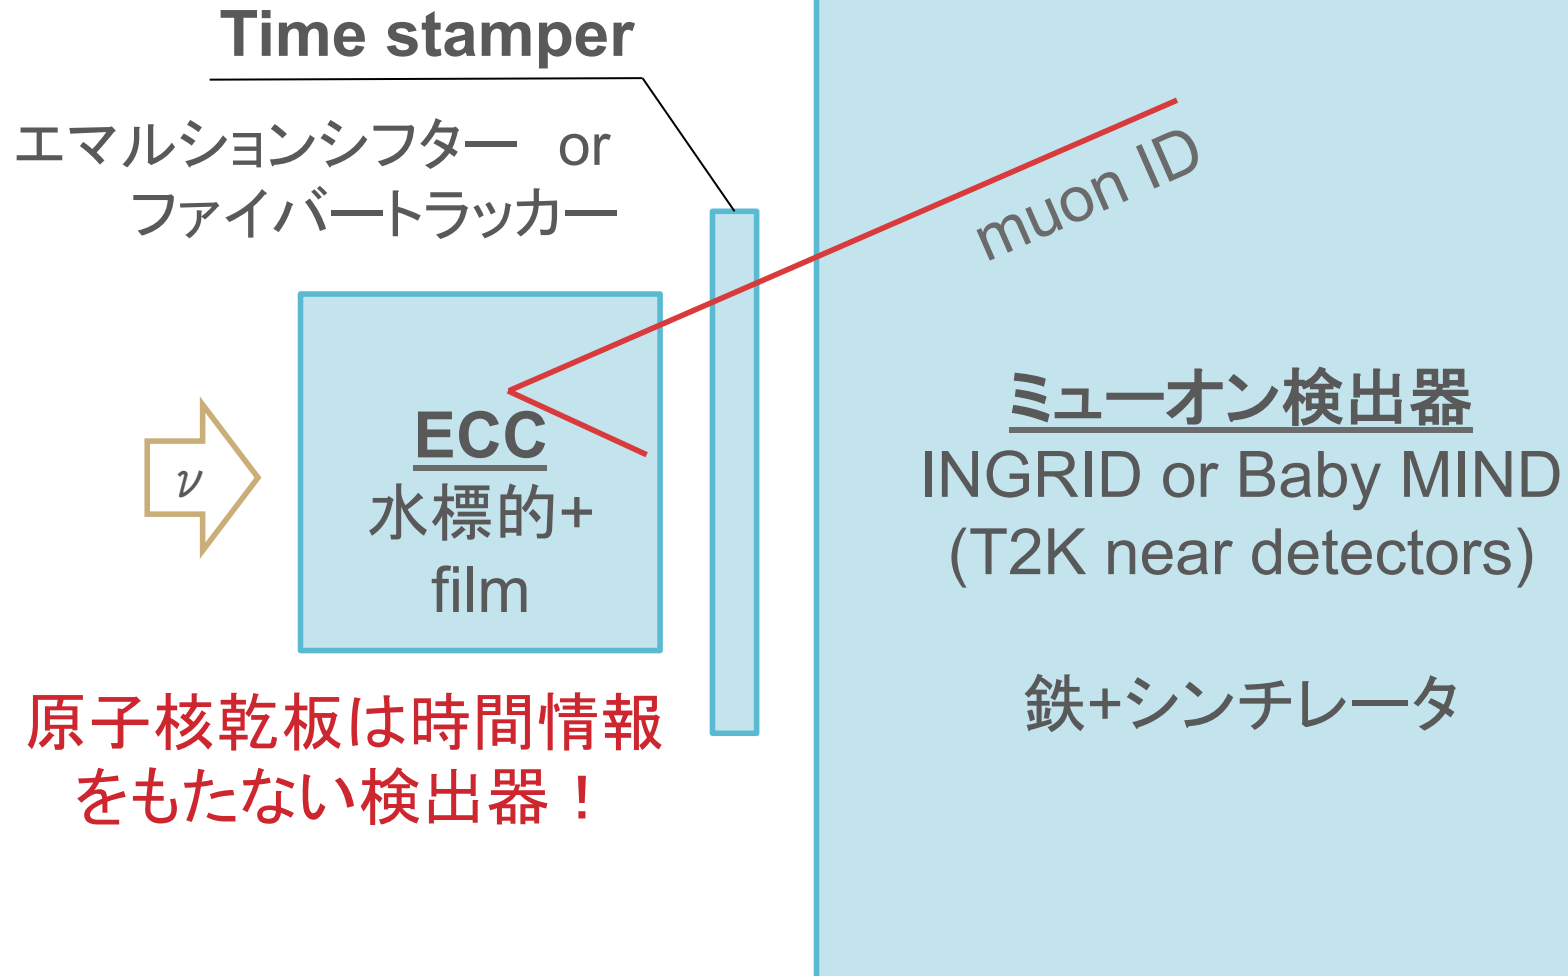 Time stamper
エマルションシフター or
ファイバートラッカー
muon ID
ν
ECC
水標的+
film
ミューオン検出器
INGRID or Baby MIND
(T2K near detectors)
鉄+シンチレータ
原子核乾板は時間情報
をもたない検出器！